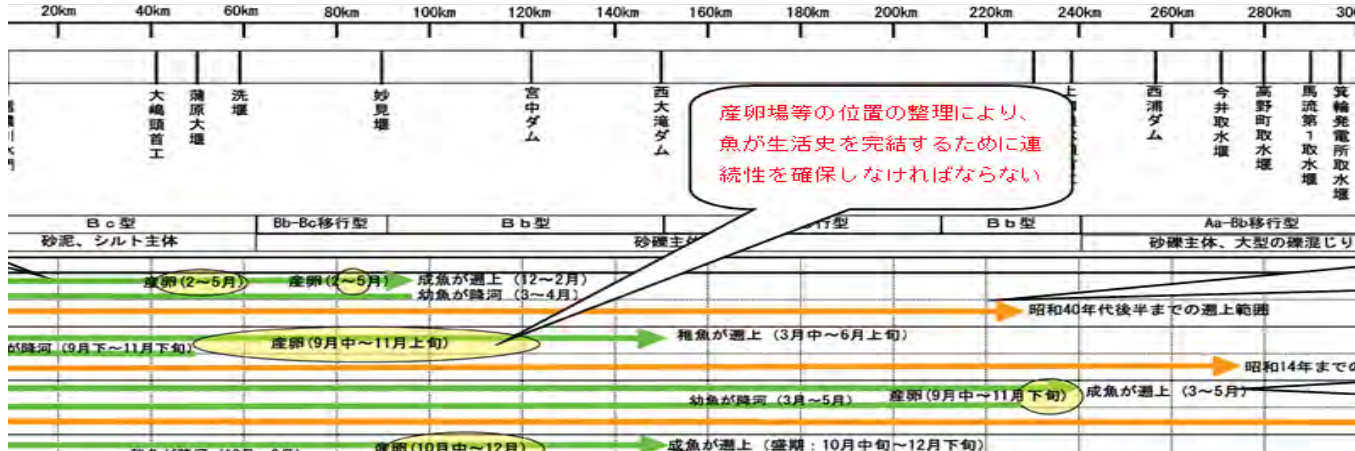 20km 40km 60km 80km 100km 120km 140km 160km 180km 200km 220km 240km 260km 280km
大嶋頭首工
蒲原大堰
洗堰
妙見堰
宮中ダム
西大滝ダム
西浦ダム
今井取水堰
高野町取水堰
馬流第1取水堰
箕輪発電所取水堰
産卵場等の位置の整理により、
魚が生活史を完結するために連
続性を確保しなければならない
Bc型 Bb-Bc移行型 Bb型 行型 Bb型 Aa-Bb移行型
砂泥、シルト主体 砂礫主体 砂礫主体、大型の礫混じり
産卵(2～5月) 産卵(2～5月) 成魚が遡上(12～2月)
幼魚が降河(3～4月)
昭和40年代後半までの遡上範囲
産卵(9月中～11月上旬) 稚魚が遡上(3月中～6月上旬)
が降河(9月下～11月下旬)
昭和14年までの
産卵(9月中～11月下旬) 成魚が遡上(3～5月)
幼魚が降河(3月～5月)
産卵(10月中～12月) 成魚が遡上(盛期:10月中旬～12月下旬)